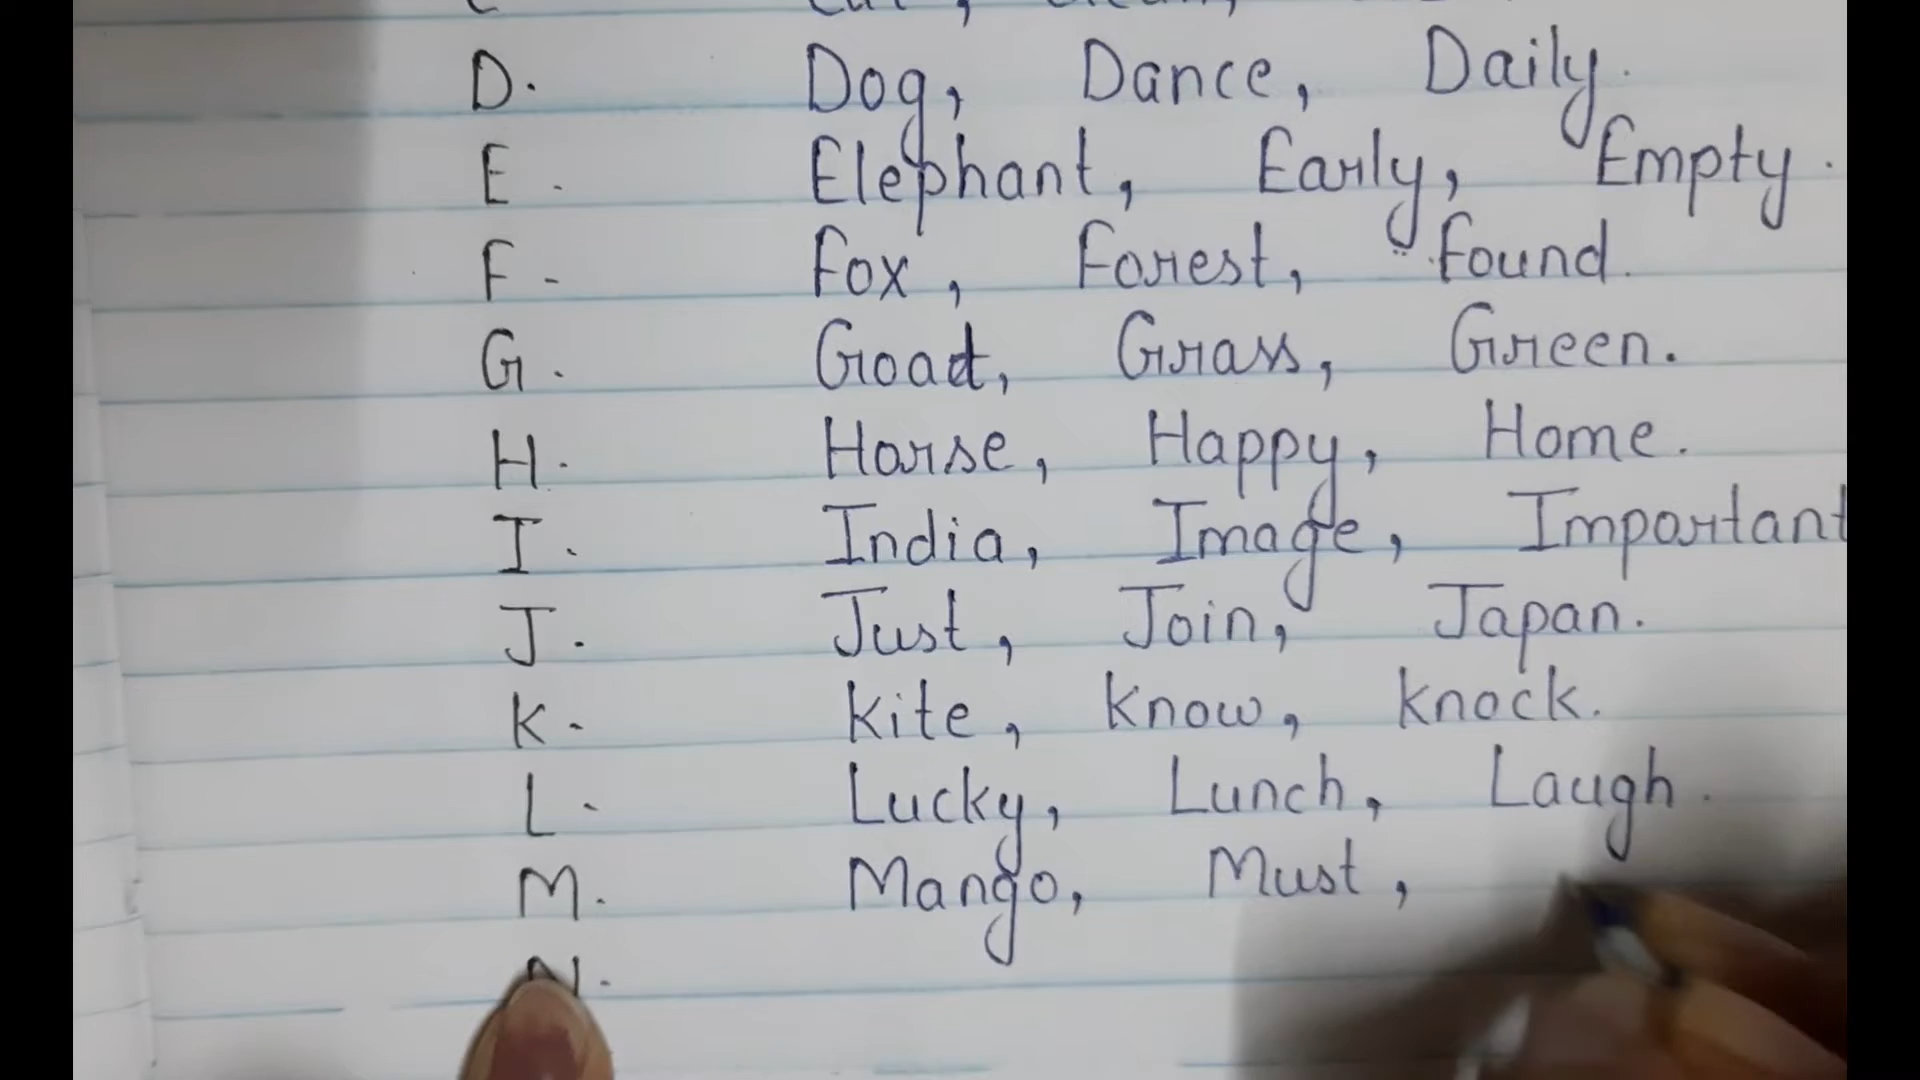 D. Dog, Dance, Daily.
E. Elephant, Early, Empty.
F- Fox, Forest, Found.
G. Goat, Grass, Green.
H. Horse, Happy, Home.
I. India, Image, Important
J. Just, Join, Japan.
K- Kite, Know, Knock.
L- Lucky, Lunch, Laugh.
M. Mango, Must,
N.